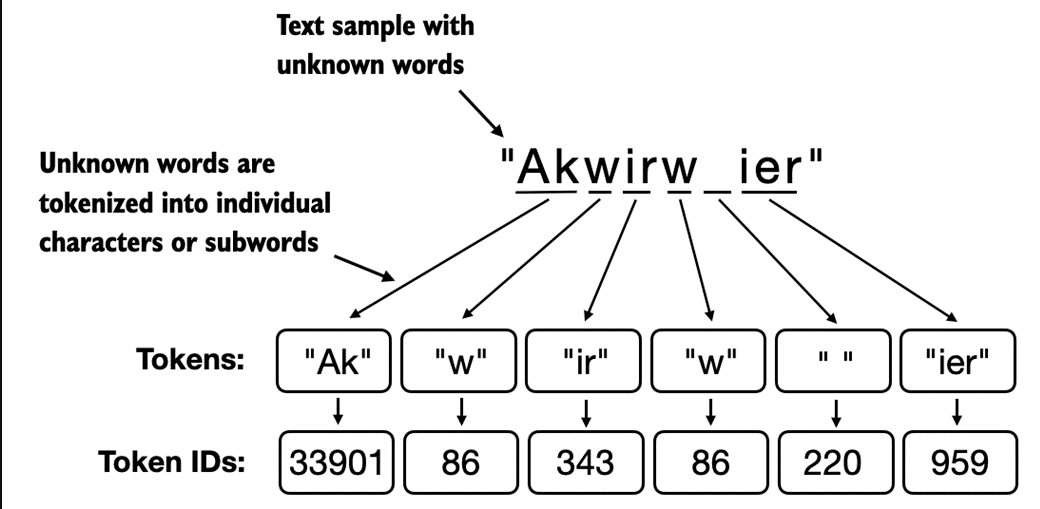 Text sample with
unknown words
"Akwirw ier"
Unknown words are
tokenized into individual
characters or subwords
Tokens: "Ak" "w" "ir" "w" " " "ier"
Token IDs: 33901 86 343 86 220 959